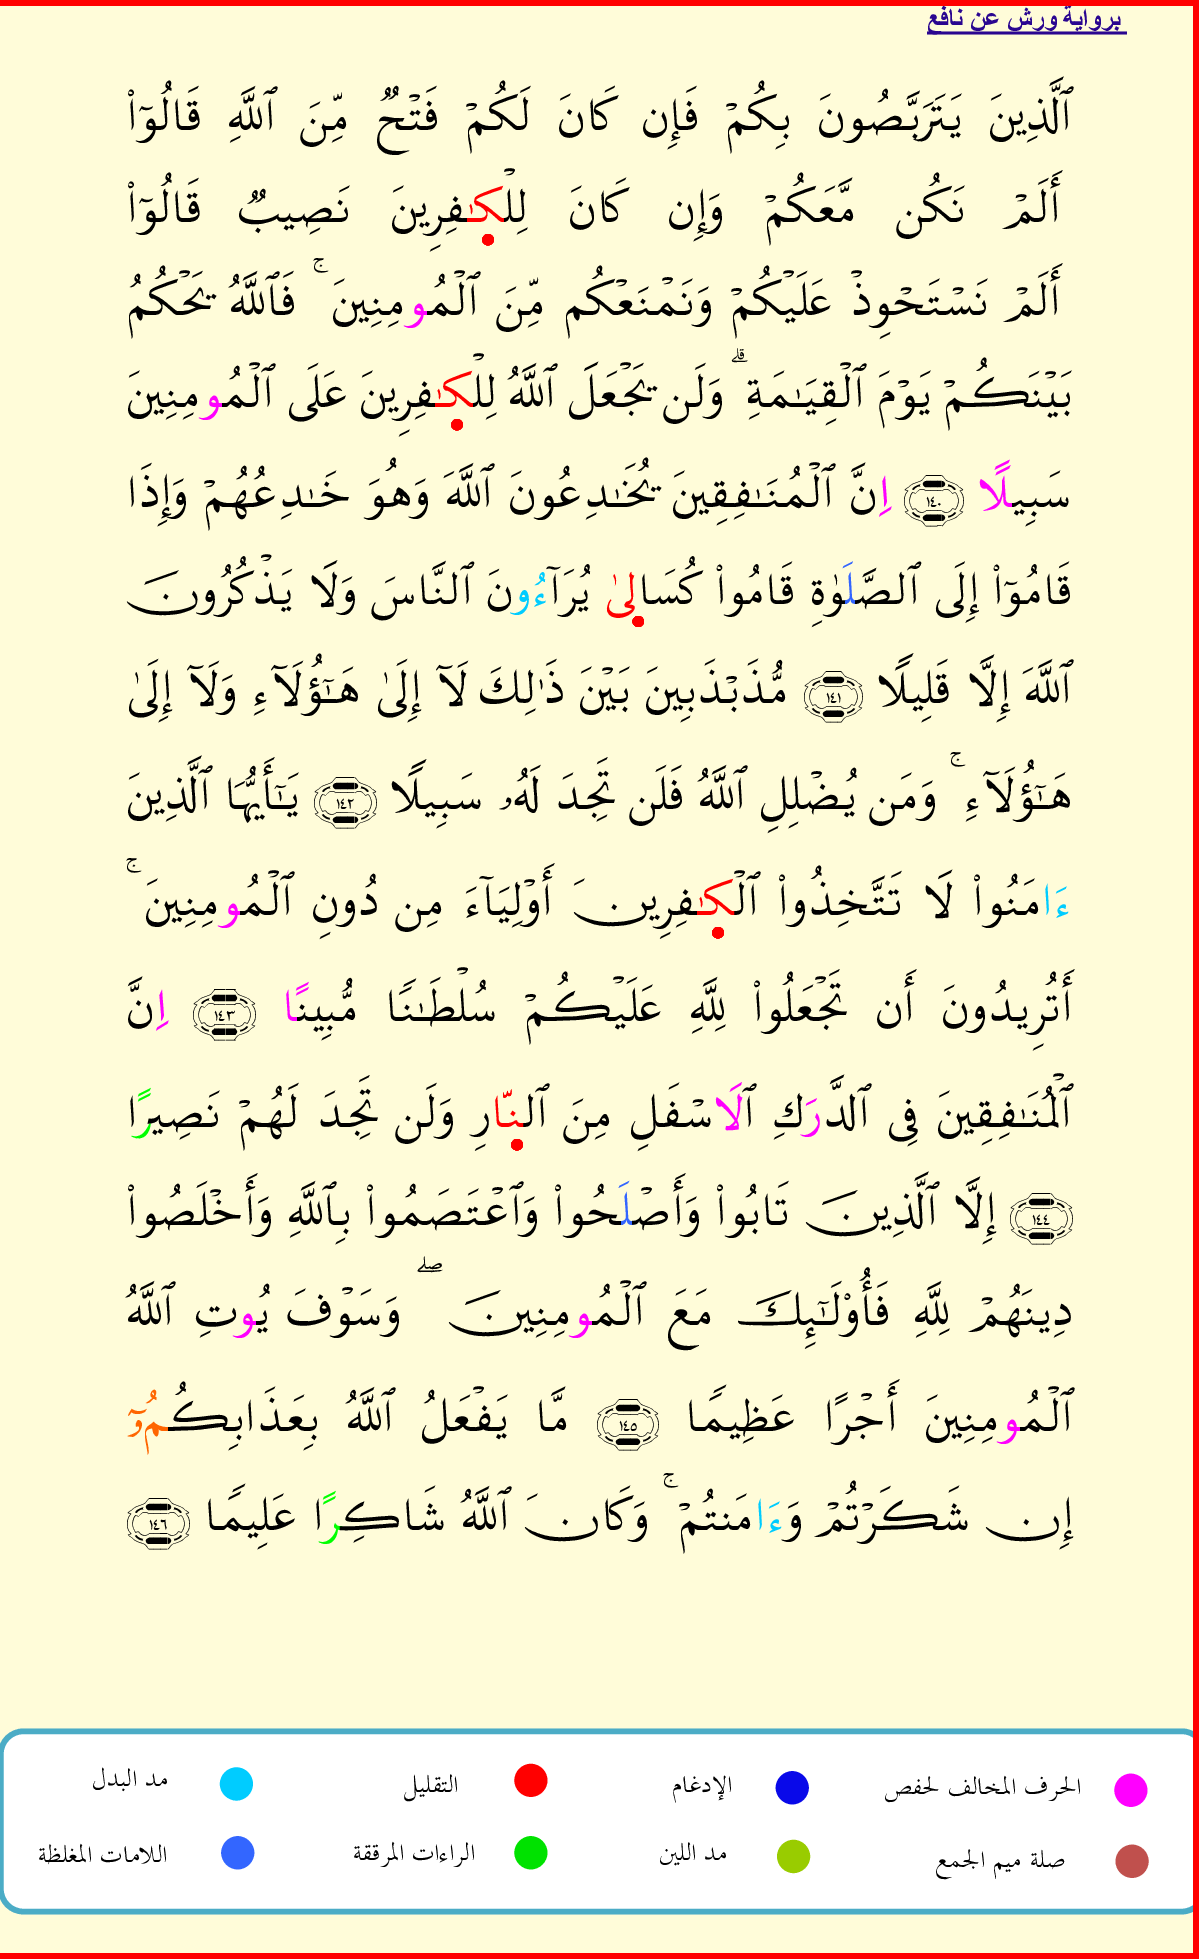 برواية ورش عن نافع
ٱلَّذِينَ يَتَرَبَّصُونَ بِكُمْ فَإِن كَانَ لَكُمْ فَتْحٌ مِّنَ ٱللَّهِ قَالُوٓاْ
أَلَمْ نَكُن مَّعَكُمْ وَإِن كَانَ لِلْكَـٰفِرِينَ نَصِيبٌ قَالُوٓاْ
أَلَمْ نَسْتَحْوِذْ عَلَيْكُمْ وَنَمْنَعْكُم مِّنَ ٱلْمُومِنِينَ ۚ فَٱللَّهُ يَحْكُمُ
بَيْنَكُمْ يَوْمَ ٱلْقِيَـٰمَةِ ۗ وَلَن يَجْعَلَ ٱللَّهُ لِلْكَـٰفِرِينَ عَلَى ٱلْمُومِنِينَ
سَبِيلًا ١٤٠ اِنَّ ٱلْمُنَـٰفِقِينَ يُخَـٰدِعُونَ ٱللَّهَ وَهُوَ خَـٰدِعُهُمْ وَإِذَا
قَامُوٓاْ إِلَى ٱلصَّلَوٰةِ قَامُواْ كُسَالِىٰ يُرَآءُونَ ٱلنَّاسَ وَلَا يَذْكُرُونَ
ٱللَّهَ إِلَّا قَلِيلًا ١٤١ مُّذَبْذَبِينَ بَيْنَ ذَٰلِكَ لَآ إِلَىٰ هَـٰٓؤُلَآءِ وَلَآ إِلَىٰ
هَـٰٓؤُلَآءِ ۚ وَمَن يُضْلِلِ ٱللَّهُ فَلَن تَجِدَ لَهُۥ سَبِيلًا ١٤٢ يَـٰٓأَيُّهَا ٱلَّذِينَ
ءَامَنُواْ لَا تَتَّخِذُواْ ٱلْكَـٰفِرِينَ أَوْلِيَآءَ مِن دُونِ ٱلْمُومِنِينَ ۚ
أَتُرِيدُونَ أَن تَجْعَلُواْ لِلَّهِ عَلَيْكُمْ سُلْطَـٰنًا مُّبِينًا ١٤٣ اِنَّ
ٱلْمُنَـٰفِقِينَ فِى ٱلدَّرَكِ ٱلَاسْفَلِ مِنَ ٱلنّارِ وَلَن تَجِدَ لَهُمْ نَصِيرًا
١٤٤ إِلَّا ٱلَّذِينَ تَابُواْ وَأَصْلَحُواْ وَٱعْتَصَمُواْ بِٱللَّهِ وَأَخْلَصُواْ
دِينَهُمْ لِلَّهِ فَأُوْلَـٰٓئِكَ مَعَ ٱلْمُومِنِينَ ۖ وَسَوْفَ يُوتِ ٱللَّهُ
ٱلْمُومِنِينَ أَجْرًا عَظِيمًا ١٤٥ مَّا يَفْعَلُ ٱللَّهُ بِعَذَابِكُمُۥٓ
إِن شَكَرْتُمْ وَءَامَنتُمْ ۚ وَكَانَ ٱللَّهُ شَاكِرًا عَلِيمًا ١٤٦
الحرف المخالف لحفص الإدغام التقليل مد البدل
صلة ميم الجمع مد اللين الراءات المرققة اللامات المغلظة